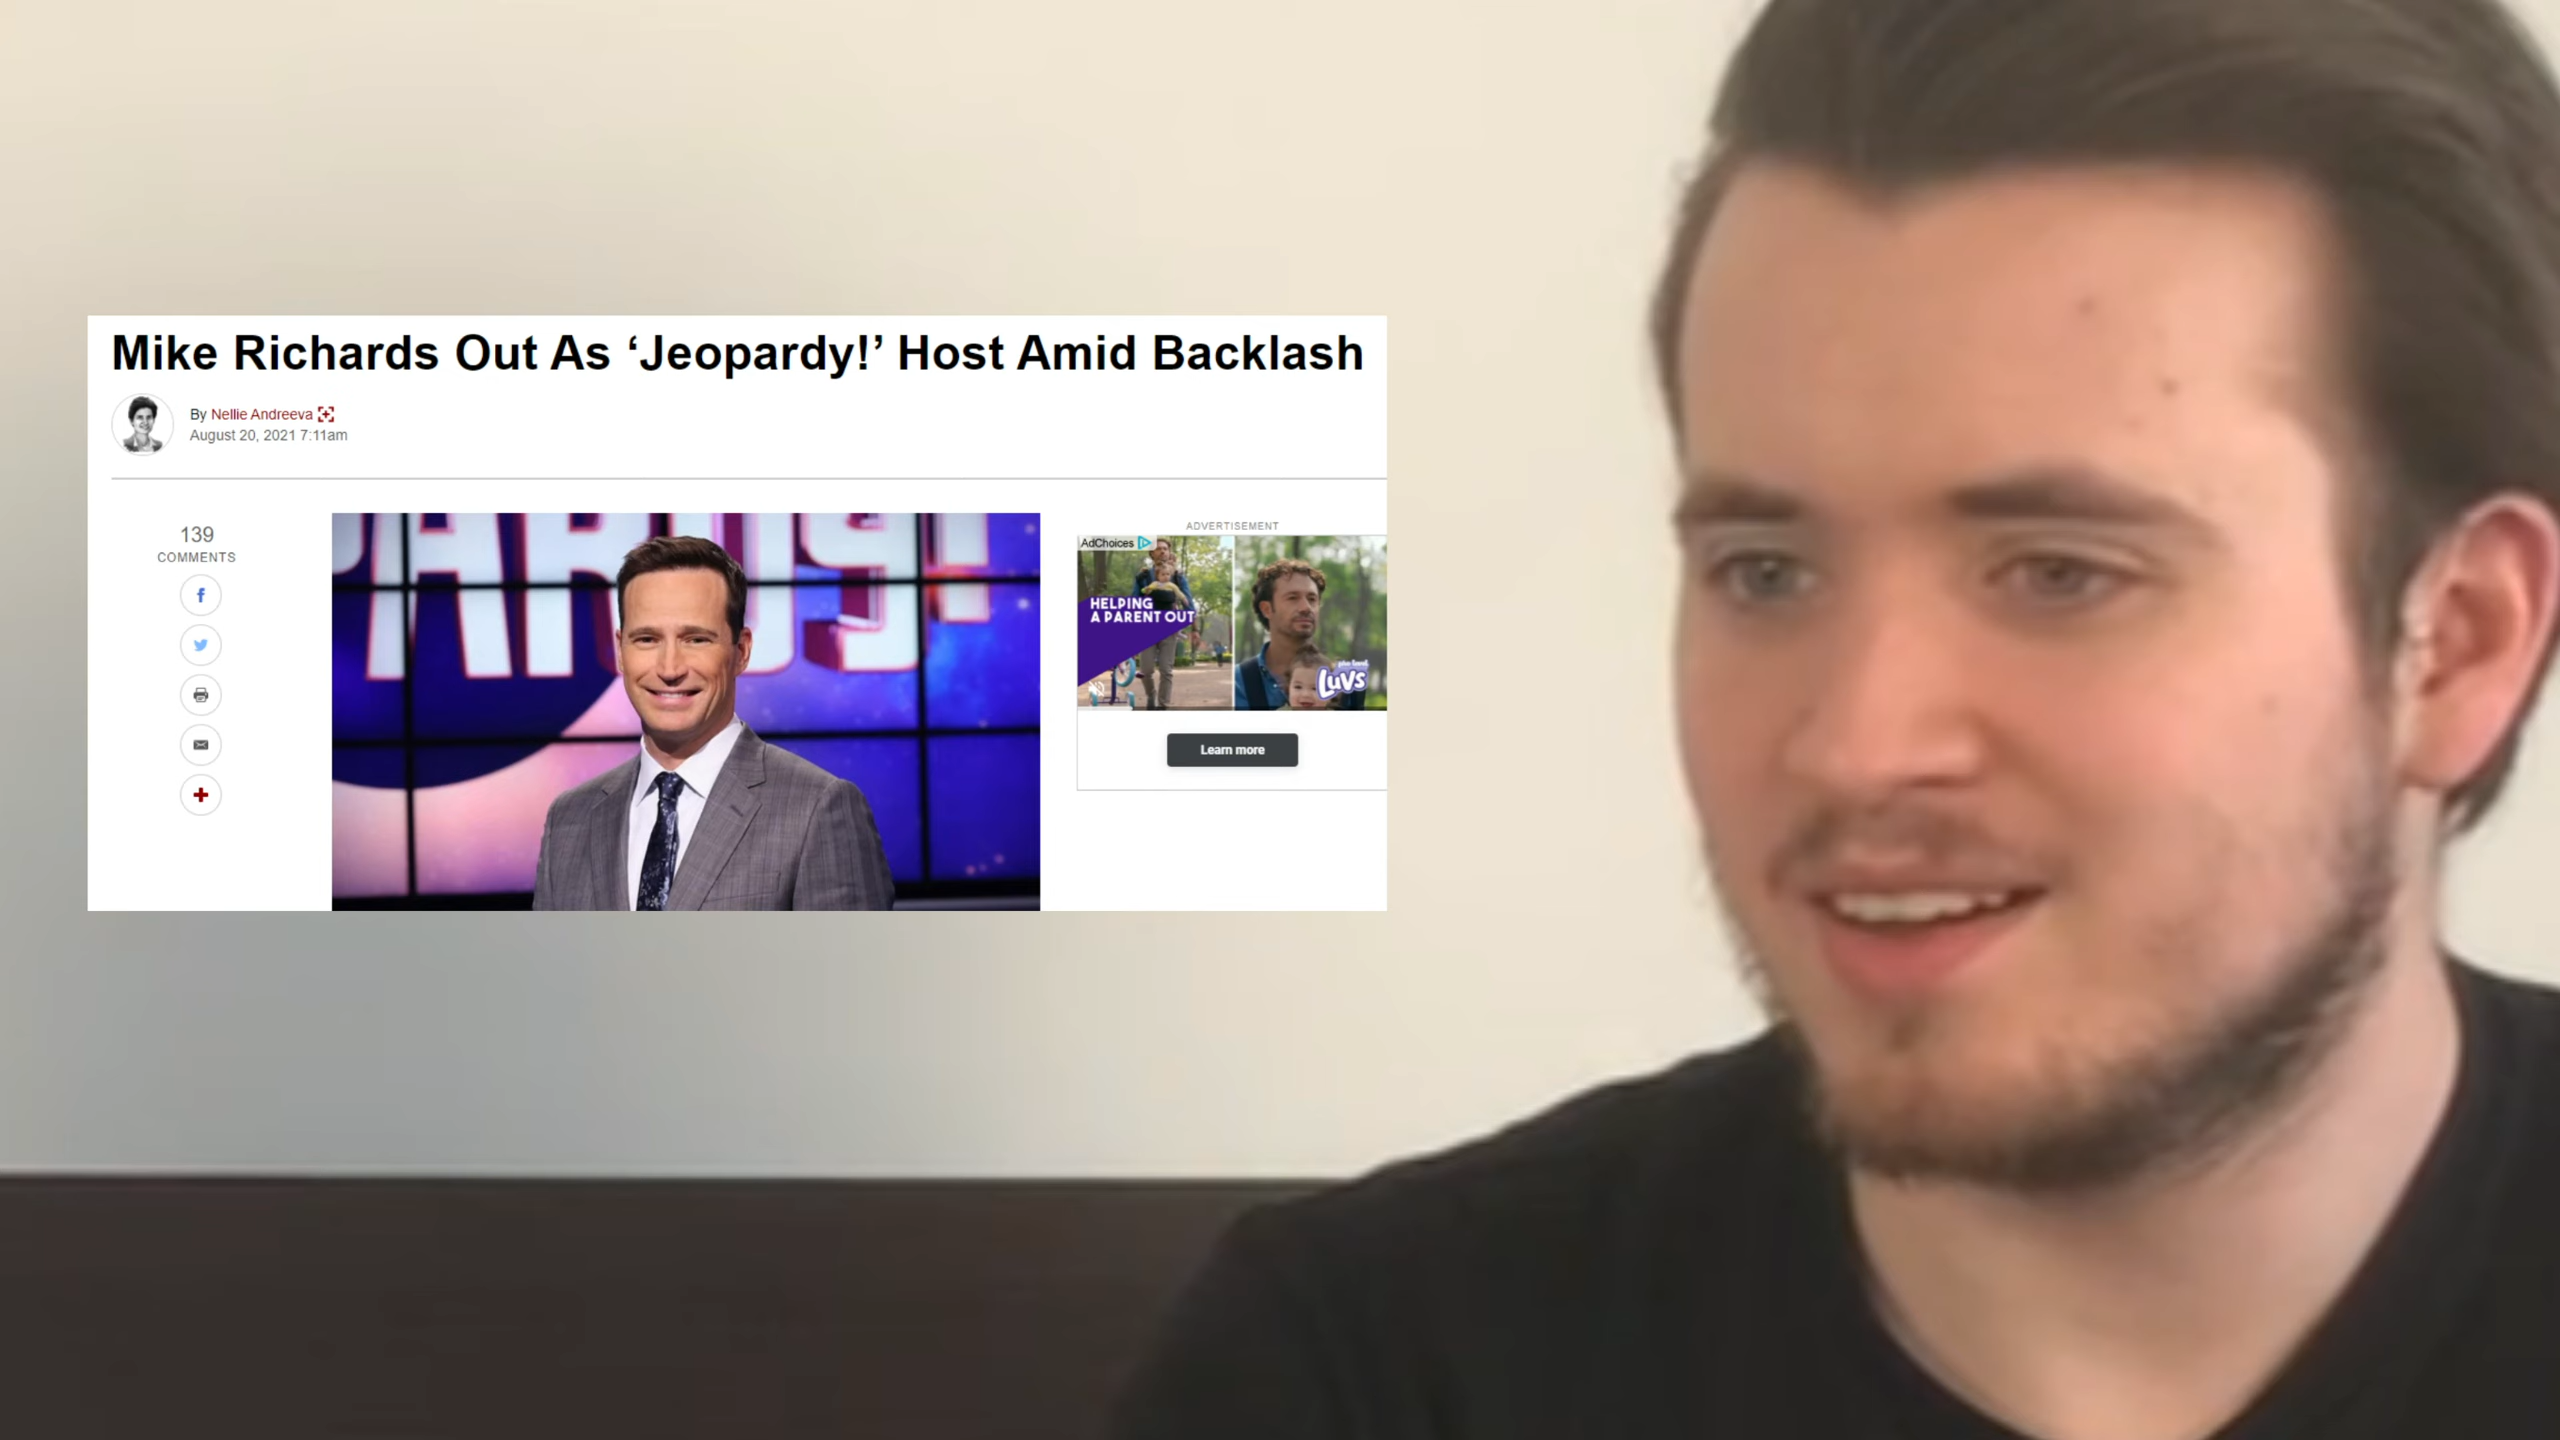 Mike Richards Out As ‘Jeopardy!’ Host Amid Backlash
By Nellie Andreeva
August 20, 2021 7:11am
139
COMMENTS
ADVERTISEMENT
AdChoices
HELPING
A PARENT OUT
Luvs
Learn more